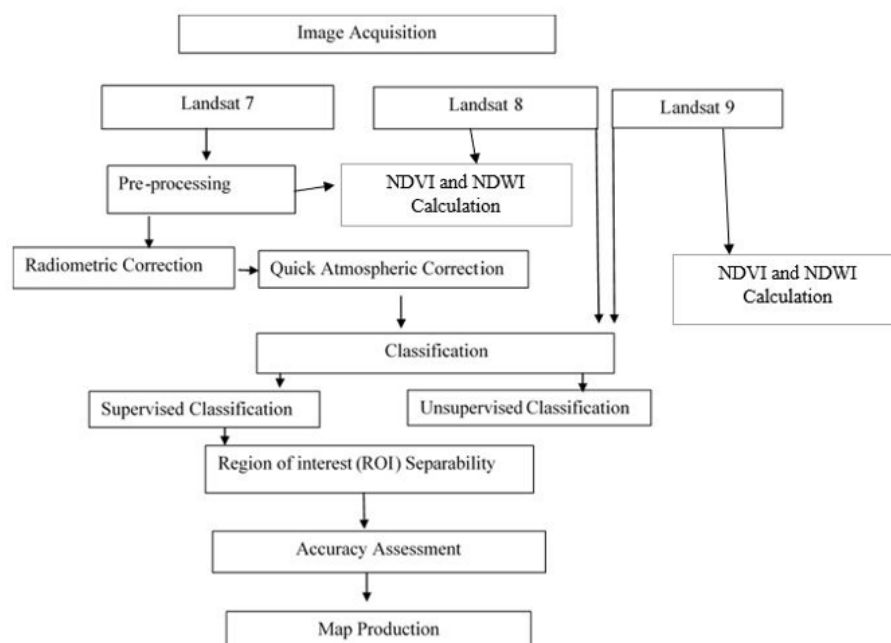 Image Acquisition
Landsat 7
Landsat 8
Landsat 9
Pre-processing
NDVI and NDWI
Calculation
Radiometric Correction
Quick Atmospheric Correction
NDVI and NDWI
Calculation
Classification
Supervised Classification
Unsupervised Classification
Region of interest (ROI) Separability
Accuracy Assessment
Map Production